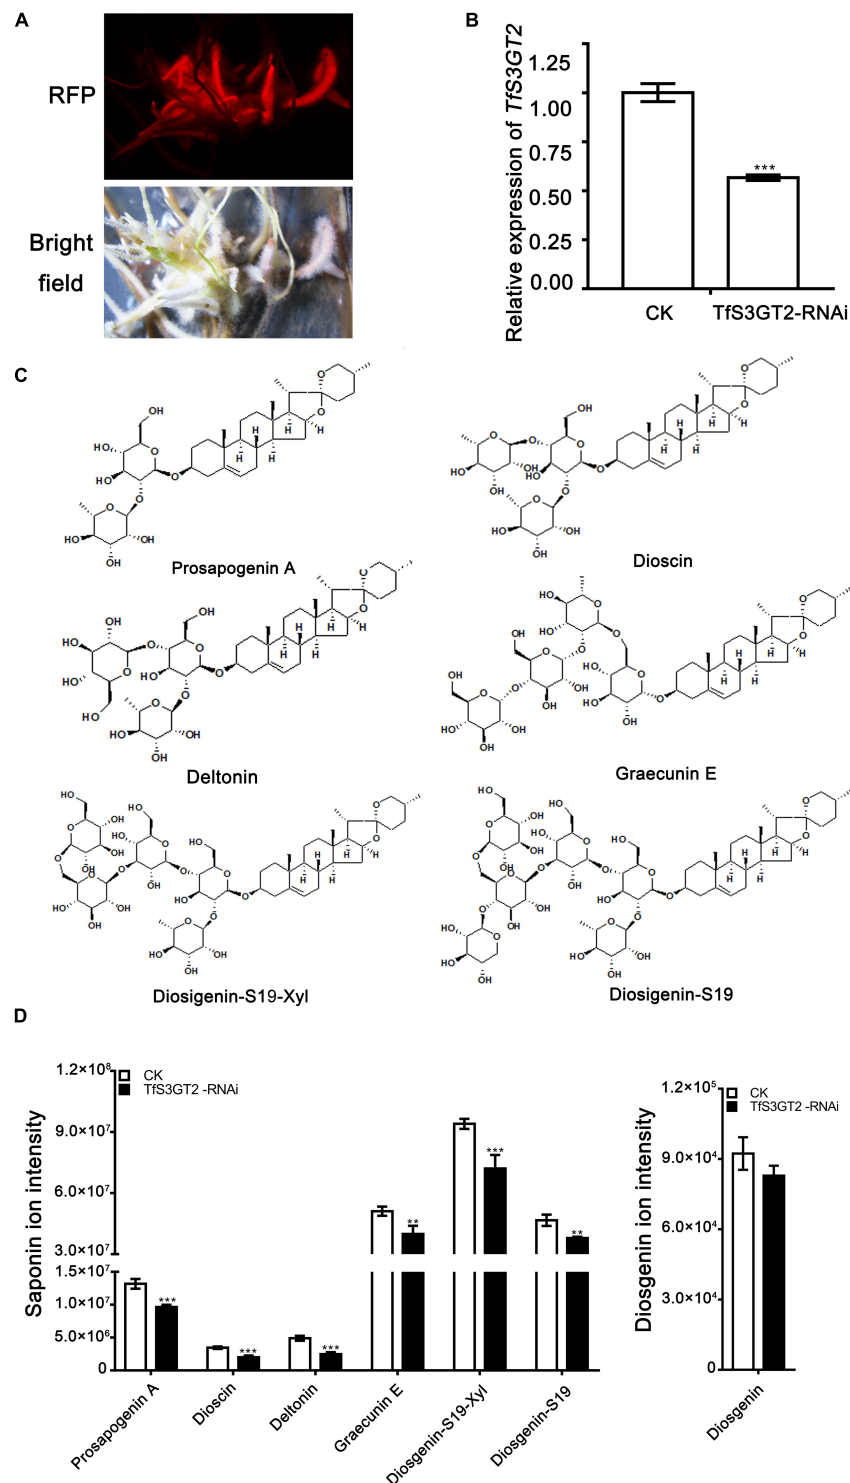 A
RFP
Bright
field
B
Relative expression of TfS3GT2
1.25
1.00
0.75
0.50
0.25
0.00
***
CK
TfS3GT2-RNAi
C
Prosapogenin A
Dioscin
Deltonin
Graecunin E
Diosigenin-S19-Xyl
Diosigenin-S19
D
Saponin ion intensity
1.2×10⁸
9.0×10⁷
6.0×10⁷
3.0×10⁷
1.5×10⁷
1.0×10⁷
5.0×10⁶
0
CK
TfS3GT2 -RNAi
***
***
***
**
***
**
Prosapogenin A
Dioscin
Deltonin
Graecunin E
Diosgenin-S19-Xyl
Diosgenin-S19
Diosgenin ion intensity
1.2×10⁵
9.0×10⁴
6.0×10⁴
3.0×10⁴
0
CK
TfS3GT2 -RNAi
Diosgenin